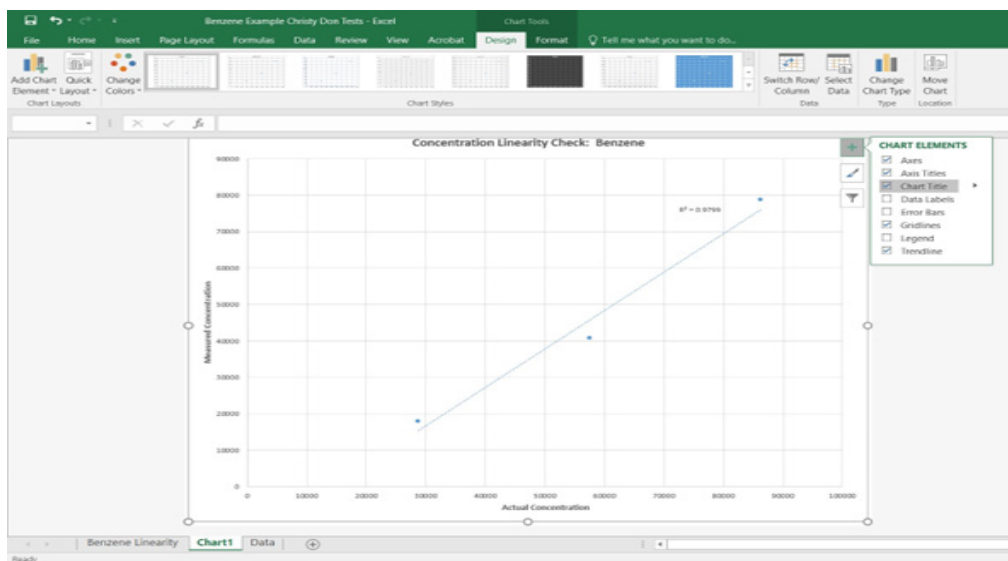 Benzene Example Christy Don Tests - Excel
Chart Tools
File Home Insert Page Layout Formulas Data Review View Acrobat Design Format Tell me what you want to do...
Add Chart Element Quick Layout Change Colors Switch Row/ Column Select Data Change Chart Type Move Chart
Chart Layouts Chart Styles Data Type Location
fx
Concentration Linearity Check: Benzene
90000
80000
70000
60000
50000
40000
30000
20000
10000
0
Measured Concentration
R² = 0.9799
0 10000 20000 30000 40000 50000 60000 70000 80000 90000 100000
Actual Concentration
CHART ELEMENTS
Axes
Axis Titles
Chart Title
Data Labels
Error Bars
Gridlines
Legend
Trendline
Benzene Linearity Chart1 Data
Ready